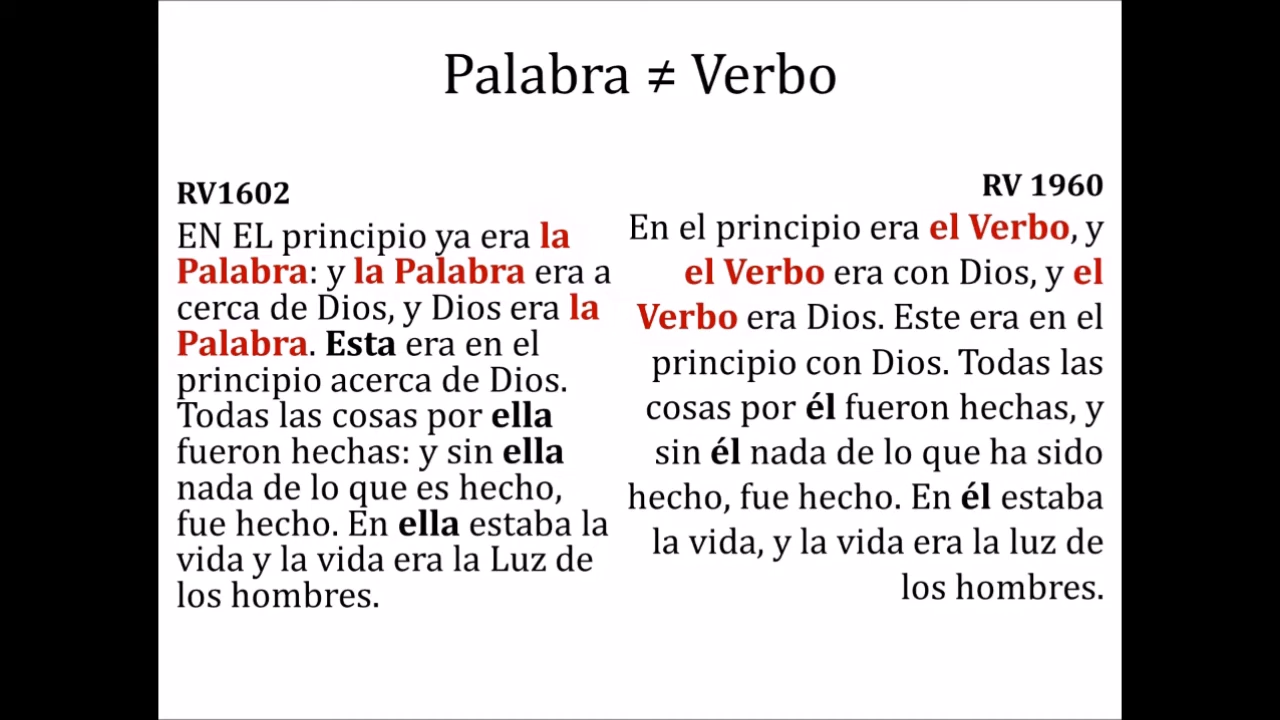 Palabra ≠ Verbo
RV1602
EN EL principio ya era la
Palabra: y la Palabra era a
cerca de Dios, y Dios era la
Palabra. Esta era en el
principio acerca de Dios.
Todas las cosas por ella
fueron hechas: y sin ella
nada de lo que es hecho,
fue hecho. En ella estaba la
vida y la vida era la Luz de
los hombres.
RV 1960
En el principio era el Verbo, y
el Verbo era con Dios, y el
Verbo era Dios. Este era en el
principio con Dios. Todas las
cosas por él fueron hechas, y
sin él nada de lo que ha sido
hecho, fue hecho. En él estaba
la vida, y la vida era la luz de
los hombres.